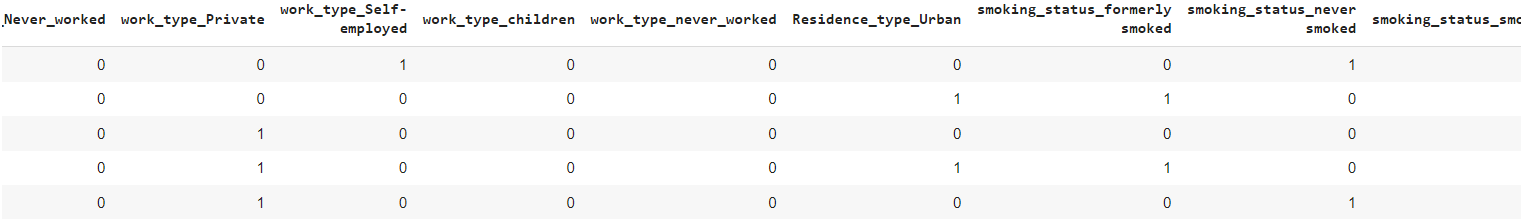 _Never_worked work_type_Private work_type_Self-employed work_type_children work_type_never_worked Residence_type_Urban smoking_status_formerly smoked smoking_status_never smoked smoking_status_smo
0 0 1 0 0 0 0 1
0 0 0 0 0 1 1 0
0 1 0 0 0 0 0 0
0 1 0 0 0 1 1 0
0 1 0 0 0 0 0 1